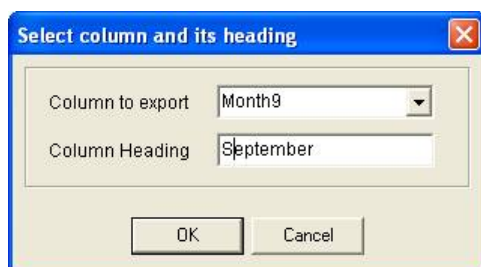 Select column and its heading
Column to export Month9
Column Heading September
OK Cancel